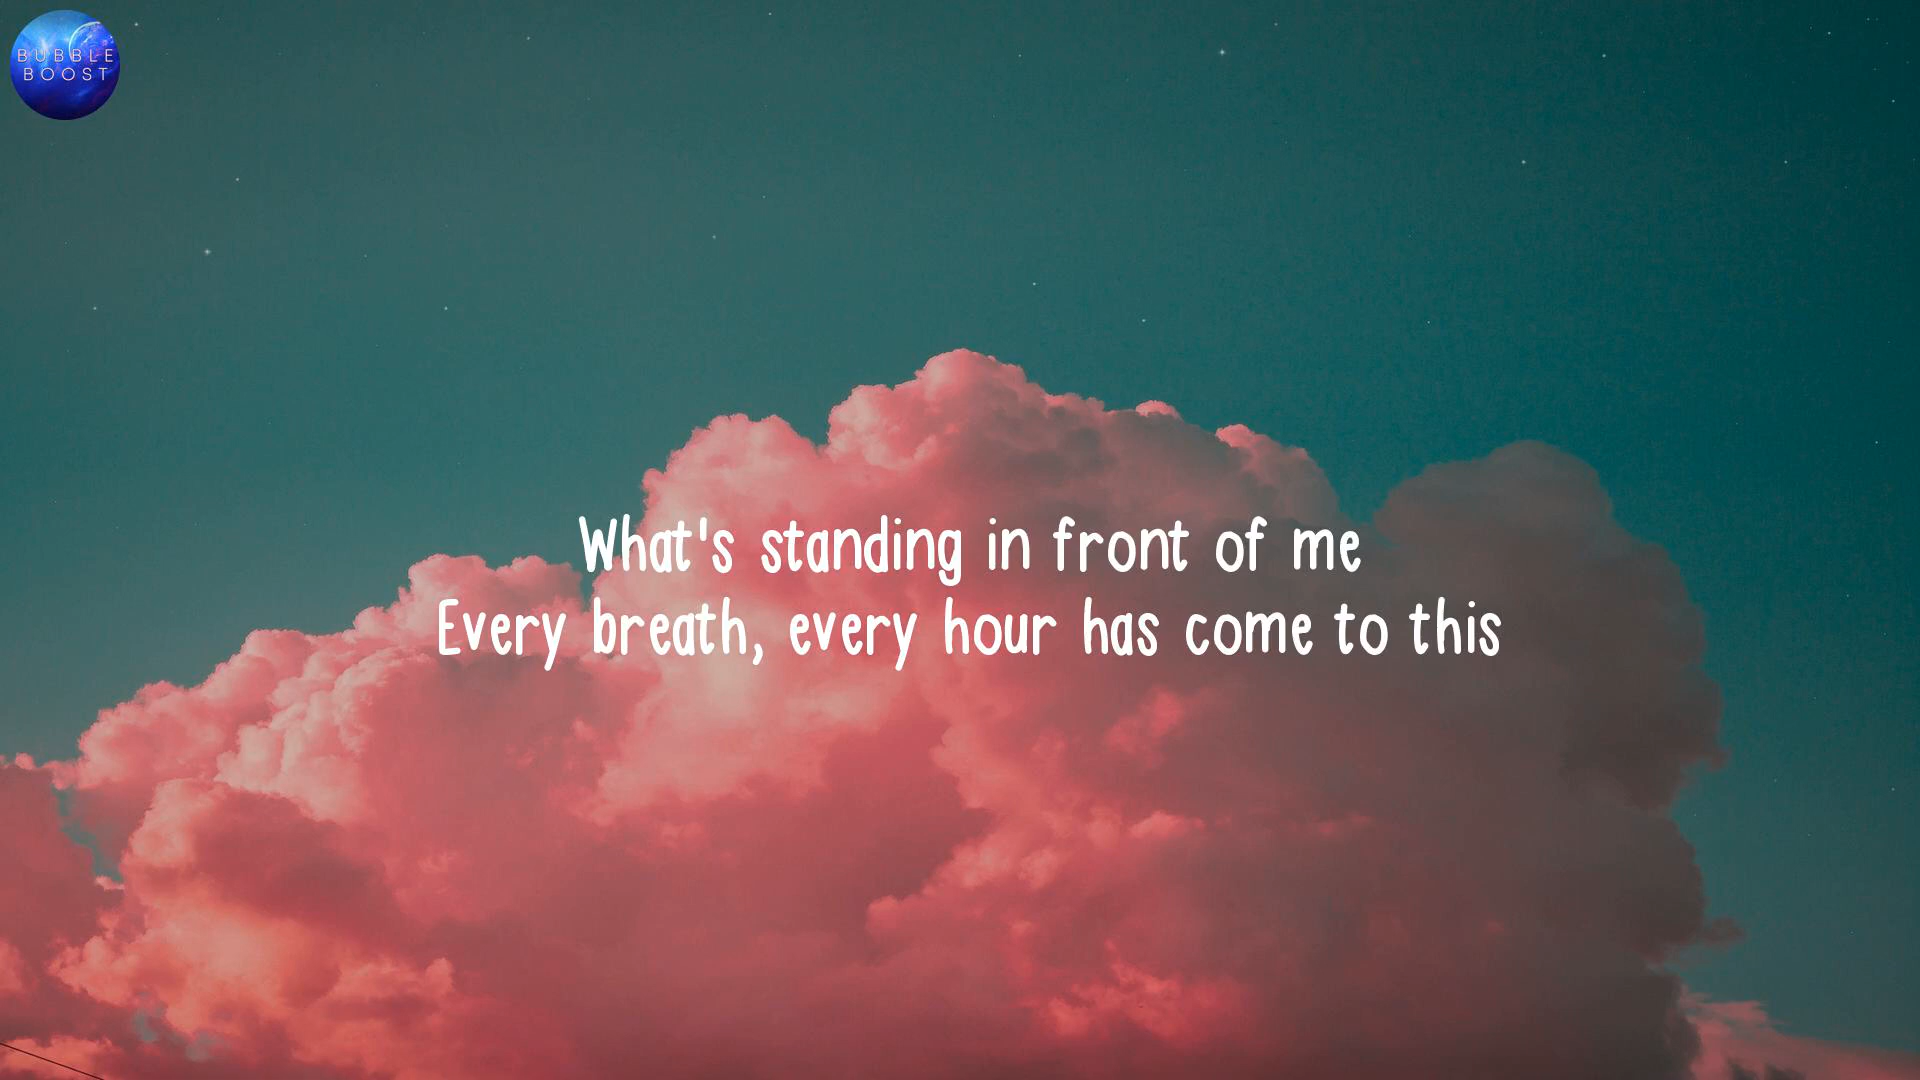 BUBBLE
BOOST
What's standing in front of me
Every breath, every hour has come to this